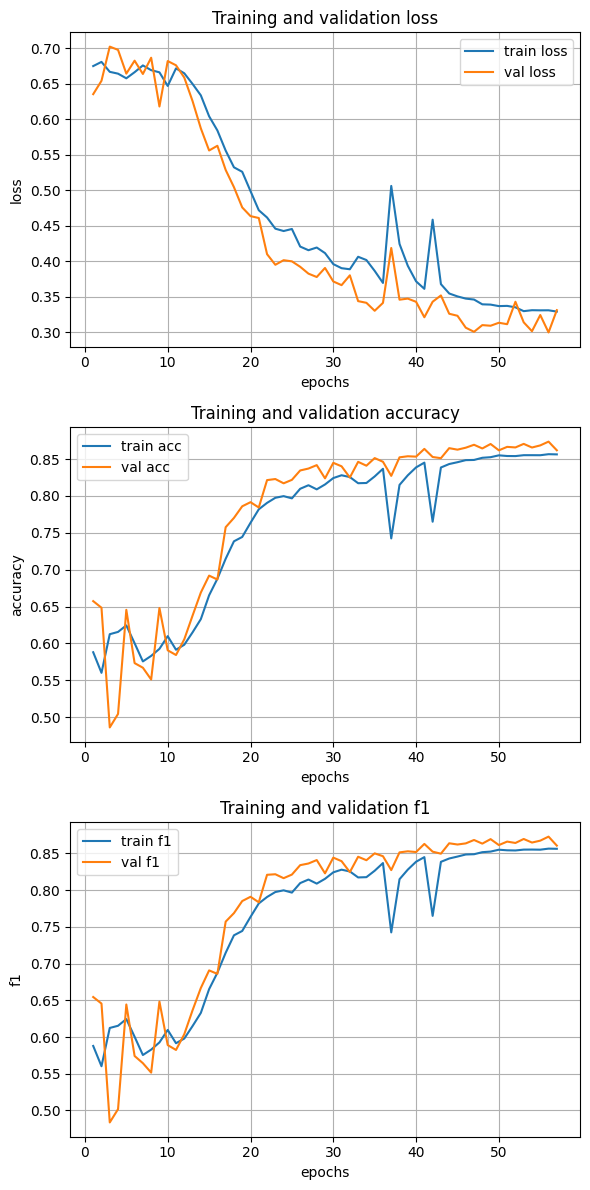 Training and validation loss
train loss
val loss
0.70
0.65
0.60
0.55
0.50
0.45
0.40
0.35
0.30
loss
0 10 20 30 40 50
epochs
Training and validation accuracy
train acc
val acc
0.85
0.80
0.75
0.70
0.65
0.60
0.55
0.50
accuracy
0 10 20 30 40 50
epochs
Training and validation f1
train f1
val f1
0.85
0.80
0.75
0.70
0.65
0.60
0.55
0.50
f1
0 10 20 30 40 50
epochs